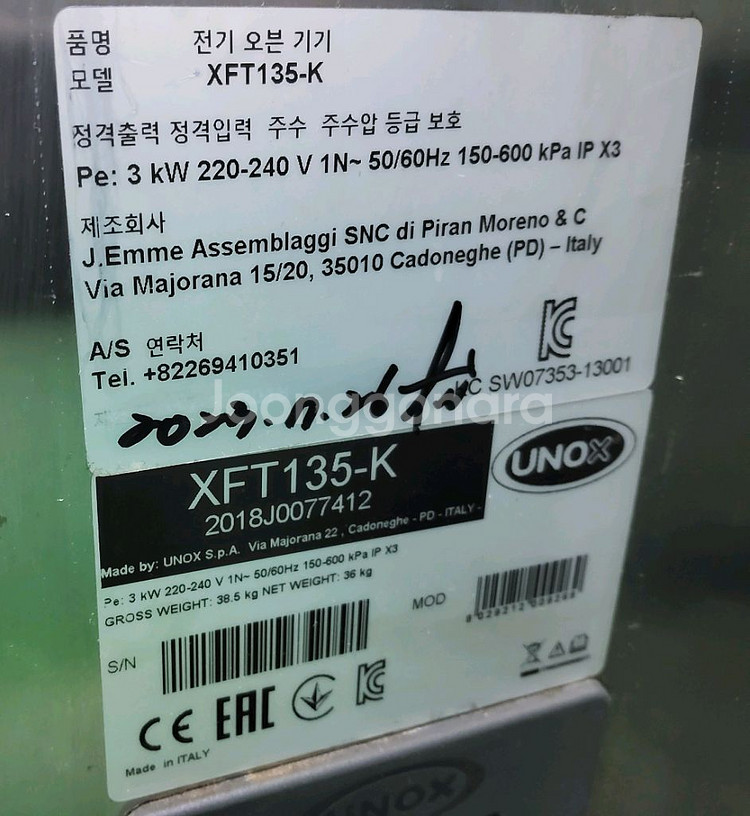 품명 전기 오븐 기기
모델 XFT135-K
정격출력 정격입력 주수 주수압 등급 보호
Pe: 3 kW 220-240 V 1N~ 50/60Hz 150-600 kPa IP X3
제조회사
J.Emme Assemblaggi SNC di Piran Moreno & C
Via Majorana 15/20, 35010 Cadoneghe (PD) – Italy
A/S 연락처
Tel. +82269410351
KC SW07353-13001
joonggonara
XFT135-K
2018J0077412
UNOX
Made by: UNOX S.p.A. Via Majorana 22 , Cadoneghe - PD - ITALY -
Pe: 3 kW 220-240 V 1N~ 50/60Hz 150-600 kPa IP X3
GROSS WEIGHT: 38.5 kg NET WEIGHT: 36 kg
MOD
S/N
CE EAC KC
Made in ITALY
UNOX